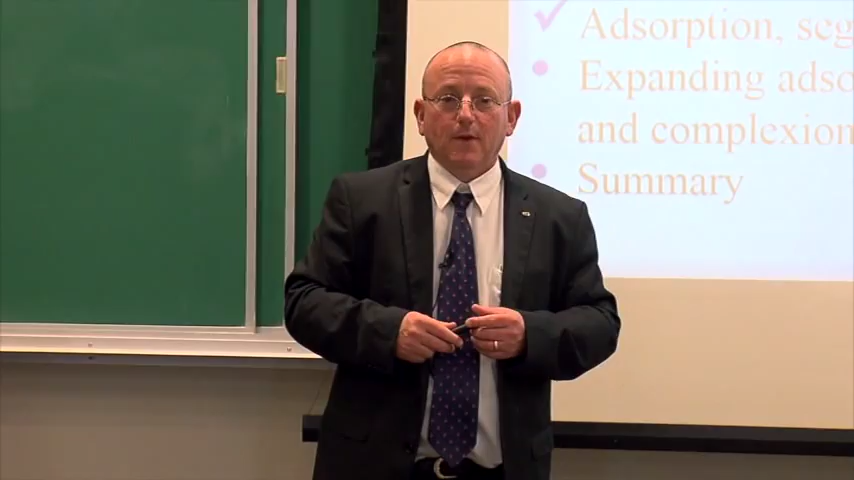 Adsorption, seg
Expanding adso
and complexion
Summary